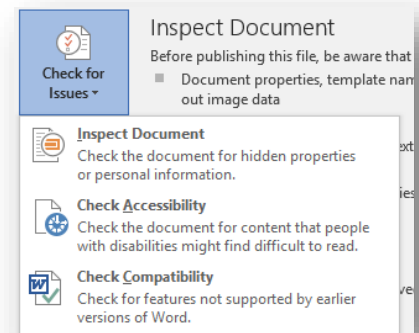 Inspect Document
Before publishing this file, be aware that
Check for
Issues
Document properties, template nam
out image data
Inspect Document
Check the document for hidden properties
or personal information.
Check Accessibility
Check the document for content that people
with disabilities might find difficult to read.
Check Compatibility
Check for features not supported by earlier
versions of Word.